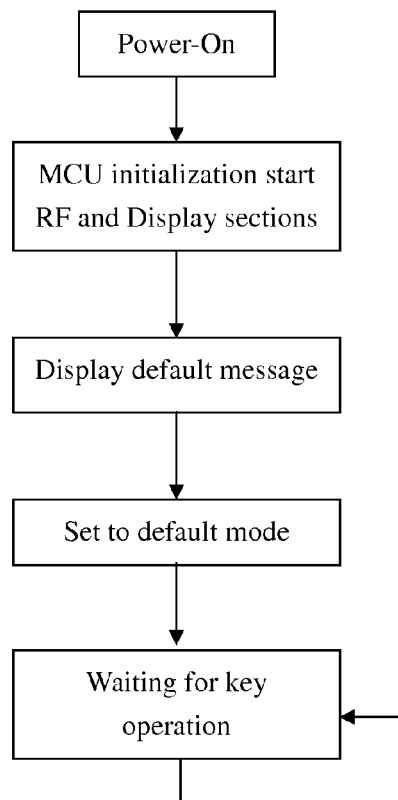 Power-On
MCU initialization start
RF and Display sections
Display default message
Set to default mode
Waiting for key
operation